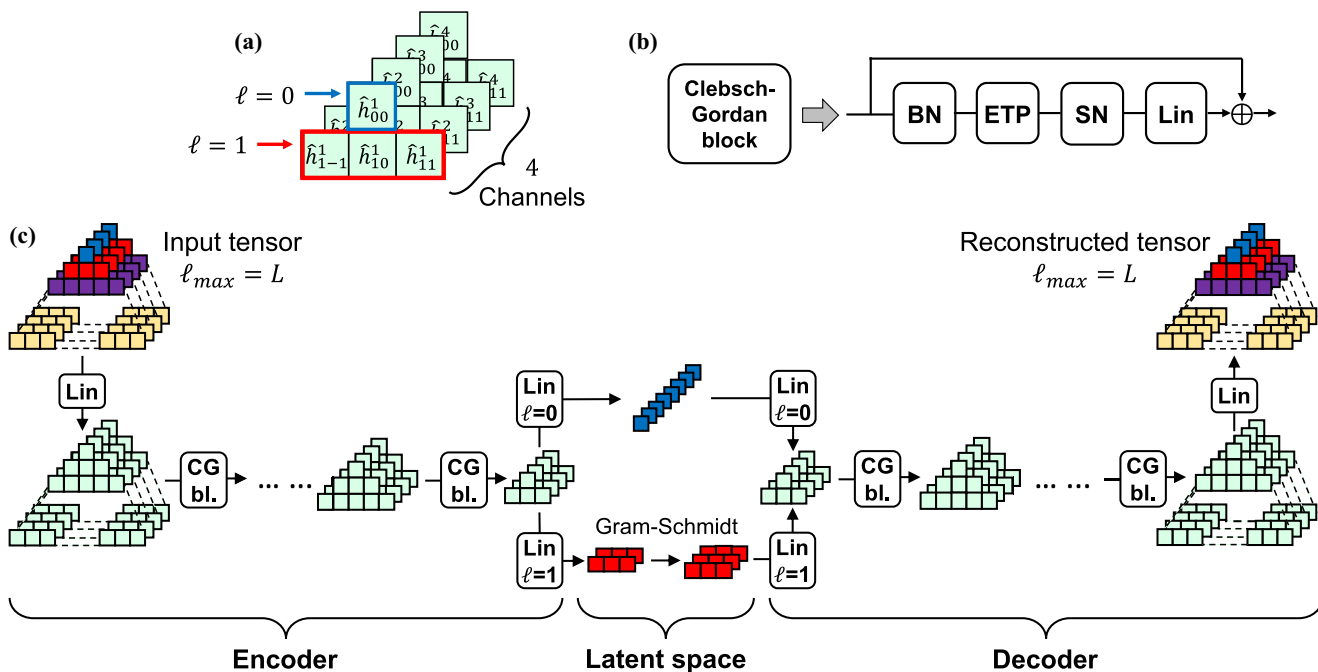 (a)
ℓ = 0
ℓ = 1
ĥ¹₀₀
ĥ¹₁₋₁ ĥ¹₁₀ ĥ¹₁₁
4
Channels
(b)
Clebsch-
Gordan
block
BN ETP SN Lin
(c)
Input tensor
ℓₘₐₓ = L
Reconstructed tensor
ℓₘₐₓ = L
Lin
CG
bl.
... ...
CG
bl.
Lin
ℓ=0
Lin
ℓ=1
Gram-Schmidt
Lin
ℓ=0
Lin
ℓ=1
CG
bl.
... ...
CG
bl.
Lin
Encoder
Latent space
Decoder